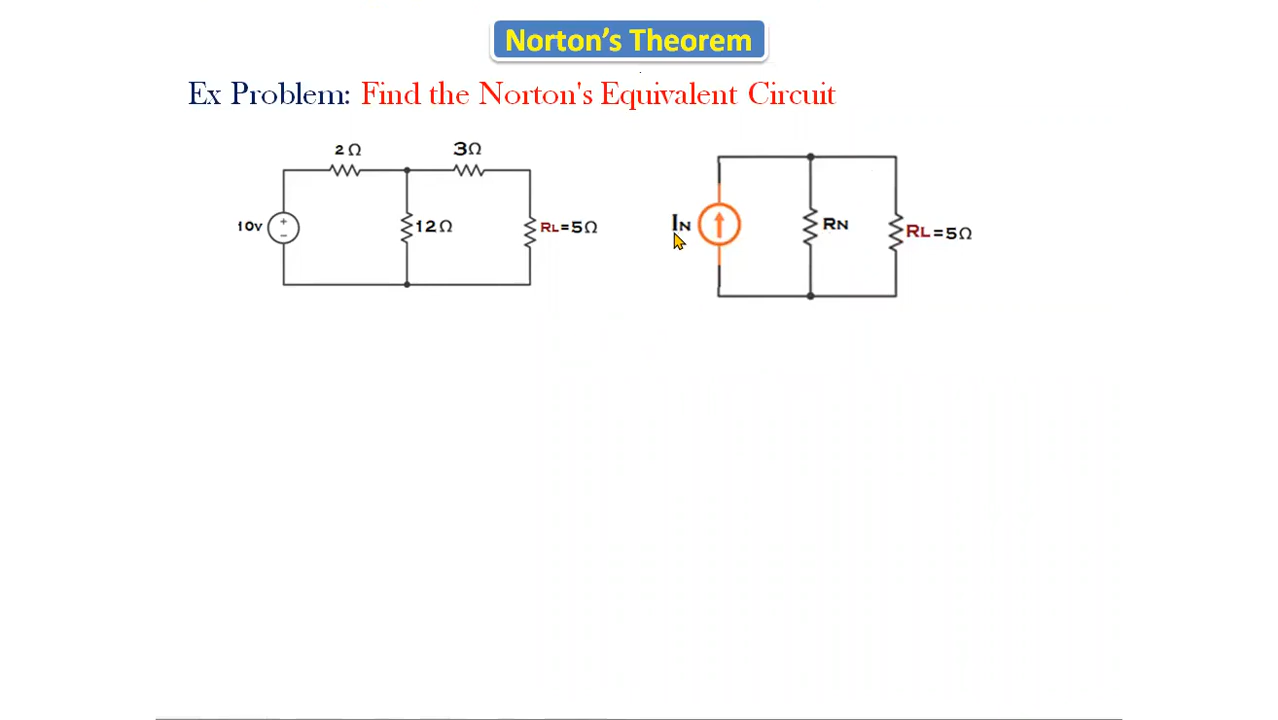 Norton’s Theorem
Ex Problem: Find the Norton's Equivalent Circuit
2Ω
3Ω
10v
+
−
12Ω
RL=5Ω
IN
RN
RL=5Ω